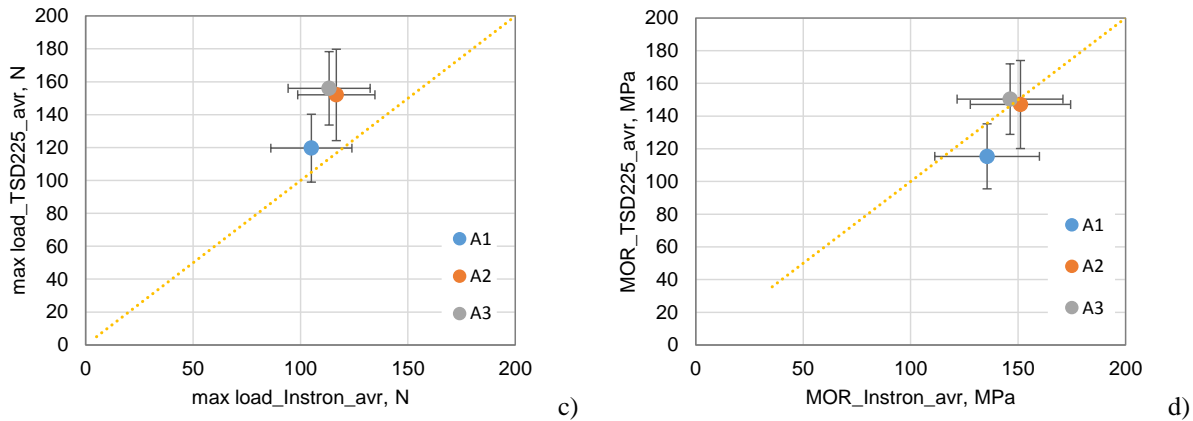 max load_TSD225_avr, N
200
180
160
140
120
100
80
60
40
20
0
0 50 100 150 200
max load_Instron_avr, N
A1
A2
A3
c)
MOR_TSD225_avr, MPa
200
180
160
140
120
100
80
60
40
20
0
0 50 100 150 200
MOR_Instron_avr, MPa
A1
A2
A3
d)